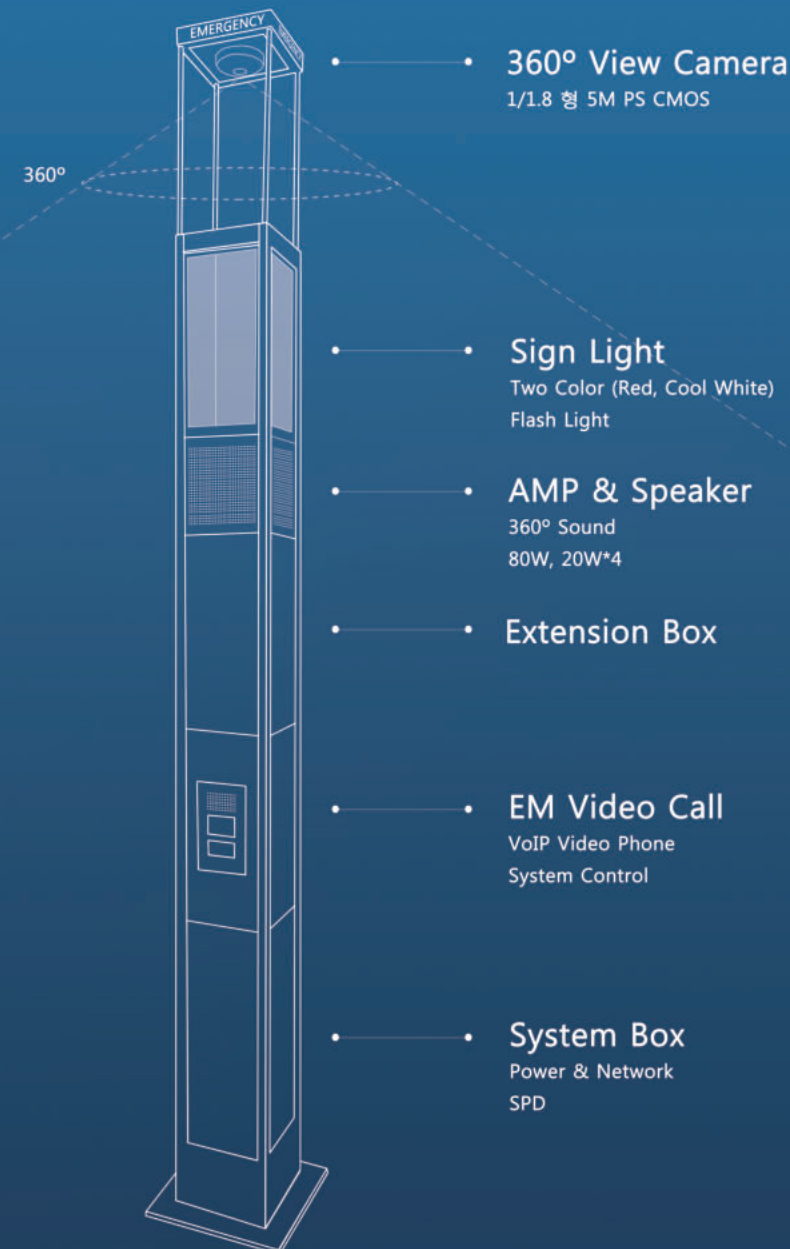 EMERGENCY
360º View Camera
1/1.8 형 5M PS CMOS
360º
Sign Light
Two Color (Red, Cool White)
Flash Light
AMP & Speaker
360º Sound
80W, 20W*4
Extension Box
EM Video Call
VoIP Video Phone
System Control
System Box
Power & Network
SPD